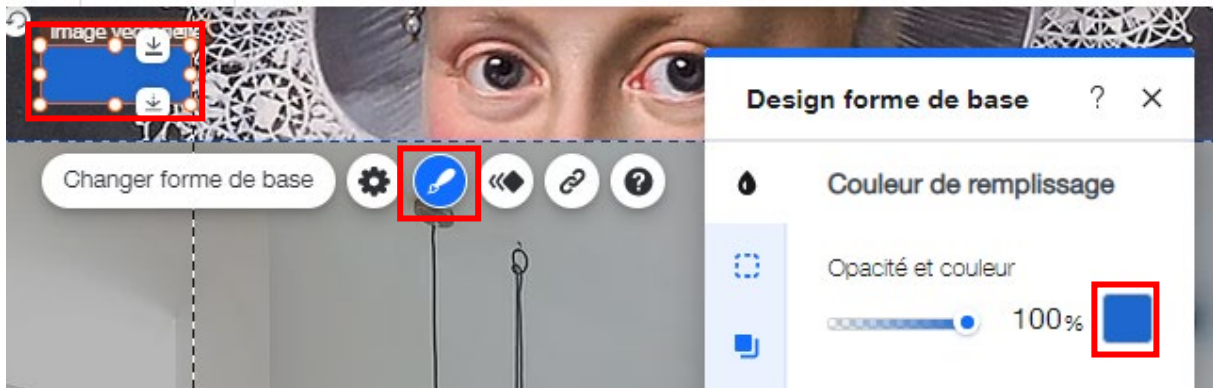 Image vectorielle
Design forme de base ? ×
Changer forme de base
Couleur de remplissage
Opacité et couleur
100%